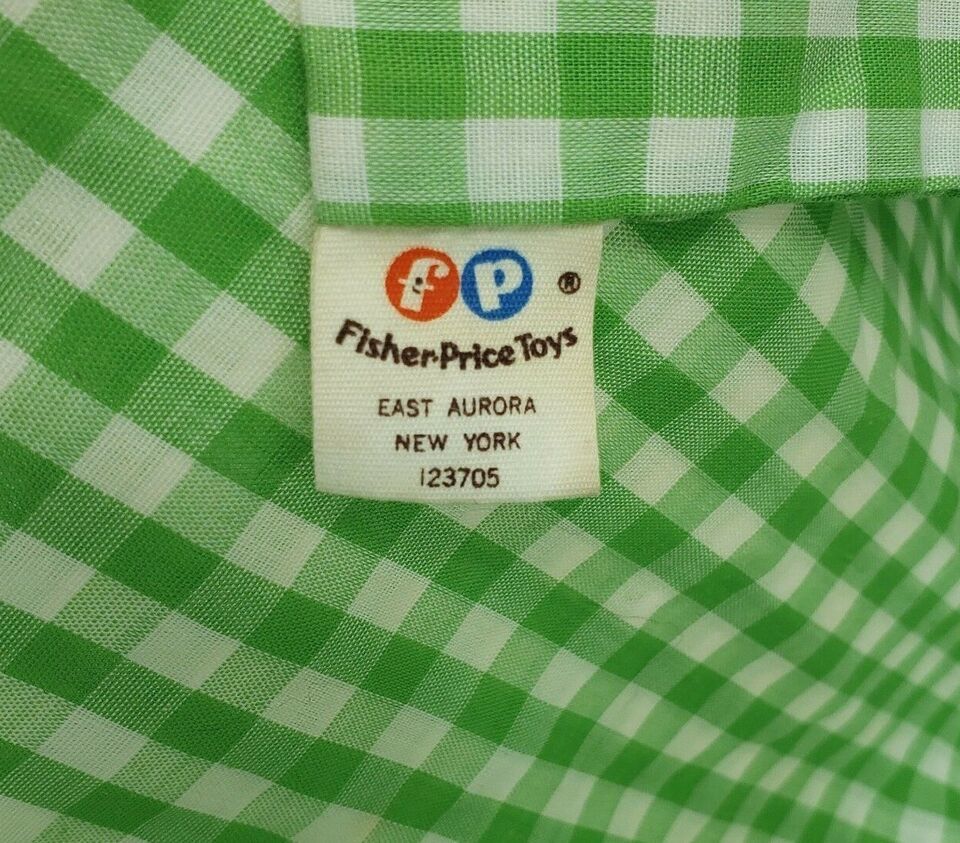 fp ®
Fisher-Price Toys
EAST AURORA
NEW YORK
123705